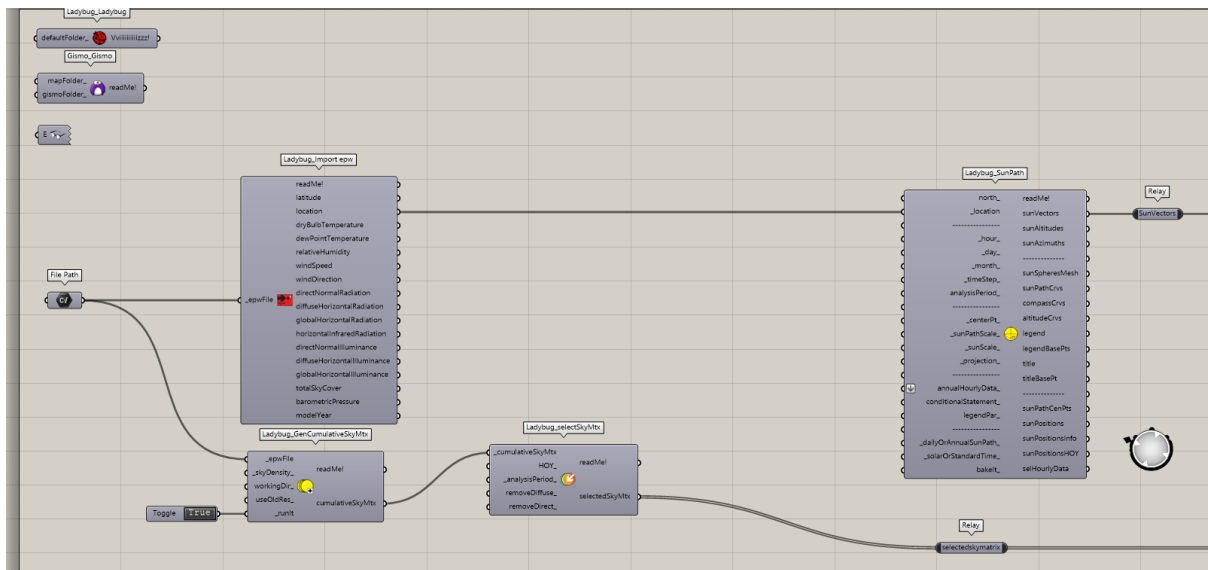 Ladybug_Ladybug
defaultFolder_ Vviiiiiiiizzz!
Gismo_Gismo
mapFolder_ readMe!
gismoFolder_
E
Ladybug_Import epw
readMe!
latitude
location
dryBulbTemperature
dewPointTemperature
relativeHumidity
windSpeed
windDirection
directNormalRadiation
_epwFile
diffuseHorizontalRadiation
globalHorizontalRadiation
horizontalInfraredRadiation
directNormalIlluminance
diffuseHorizontalIlluminance
globalHorizontalIlluminance
totalSkyCover
barometricPressure
modelYear
File Path
C:/
Ladybug_GenCumulativeSkyMtx
_epwFile
_skyDensity_
workingDir_
useOldRes_
_runIt
readMe!
cumulativeSkyMtx
Toggle True
Ladybug_selectSkyMtx
_cumulativeSkyMtx
HOY_
_analysisPeriod_
removeDiffuse_
removeDirect_
readMe!
selectedSkyMtx
Ladybug_SunPath
north_
_location
----------------
_hour_
_day_
_month_
_timeStep_
analysisPeriod_
----------------
_centerPt_
_sunPathScale_
_sunScale_
_projection_
----------------
annualHourlyData_
conditionalStatement_
legendPar_
----------------
_dailyOrAnnualSunPath_
_solarOrStandardTime_
bakeIt_
readMe!
sunVectors
sunAltitudes
sunAzimuths
--------------
sunSpheresMesh
sunPathCrvs
compassCrvs
altitudeCrvs
legend
legendBasePts
title
titleBasePt
--------------
sunPathCenPts
sunPositions
sunPositionsInfo
sunPositionsHOY
selHourlyData
Relay
SunVectors
Relay
selectedskymatrix